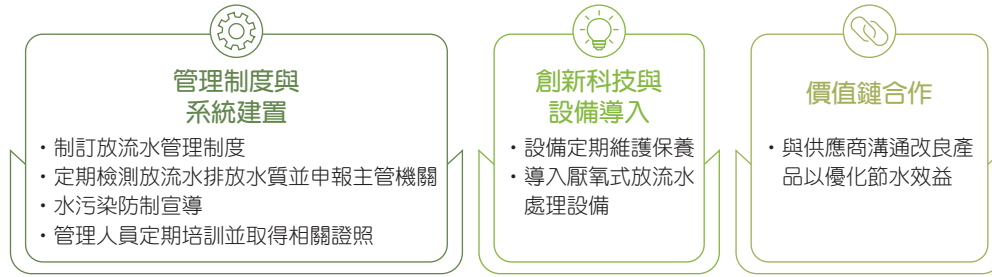 管理制度與
系統建置
・制訂放流水管理制度
・定期檢測放流水排放水質並申報主管機關
・水污染防制宣導
・管理人員定期培訓並取得相關證照
創新科技與
設備導入
・設備定期維護保養
・導入厭氧式放流水
處理設備
價值鏈合作
・與供應商溝通改良產
品以優化節水效益